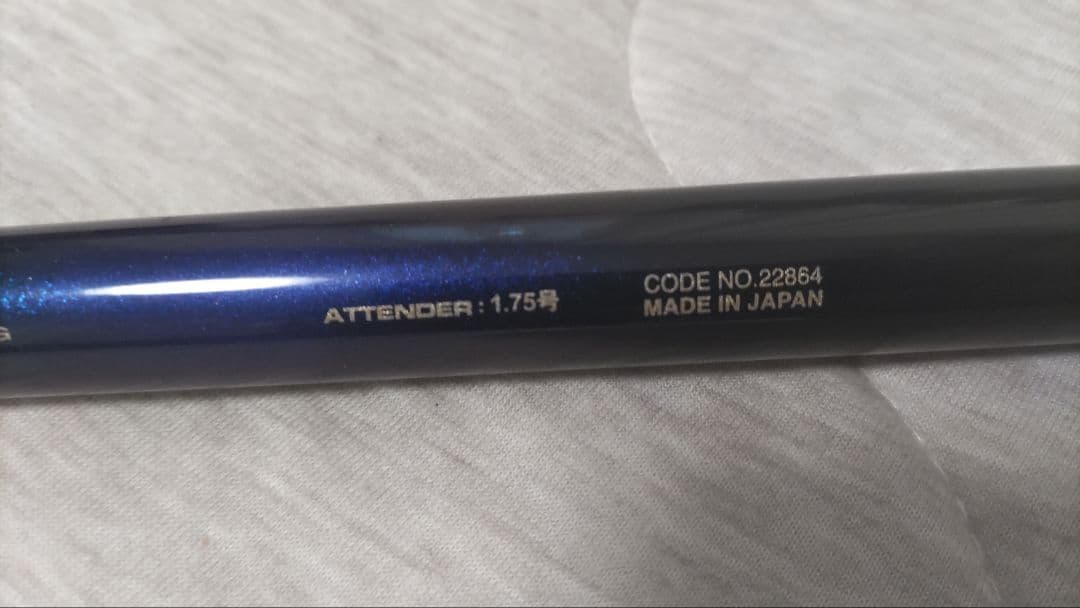 ATTENDER : 1.75号
CODE NO.22864
MADE IN JAPAN